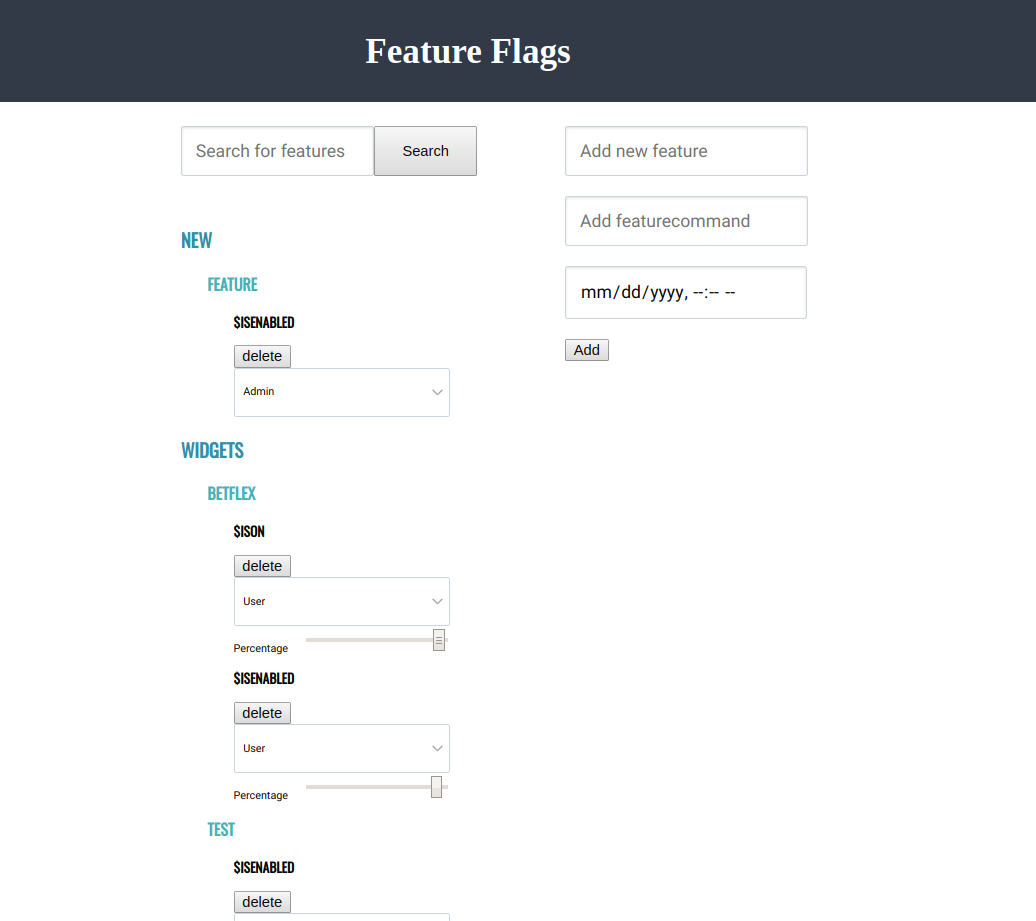 Feature Flags
Search for features
Search
NEW
FEATURE
$ISENABLED
delete
Admin
WIDGETS
BETFLEX
$ISON
delete
User
Percentage
$ISENABLED
delete
User
Percentage
TEST
$ISENABLED
delete
Add new feature
Add featurecommand
mm/dd/yyyy, --:-- --
Add